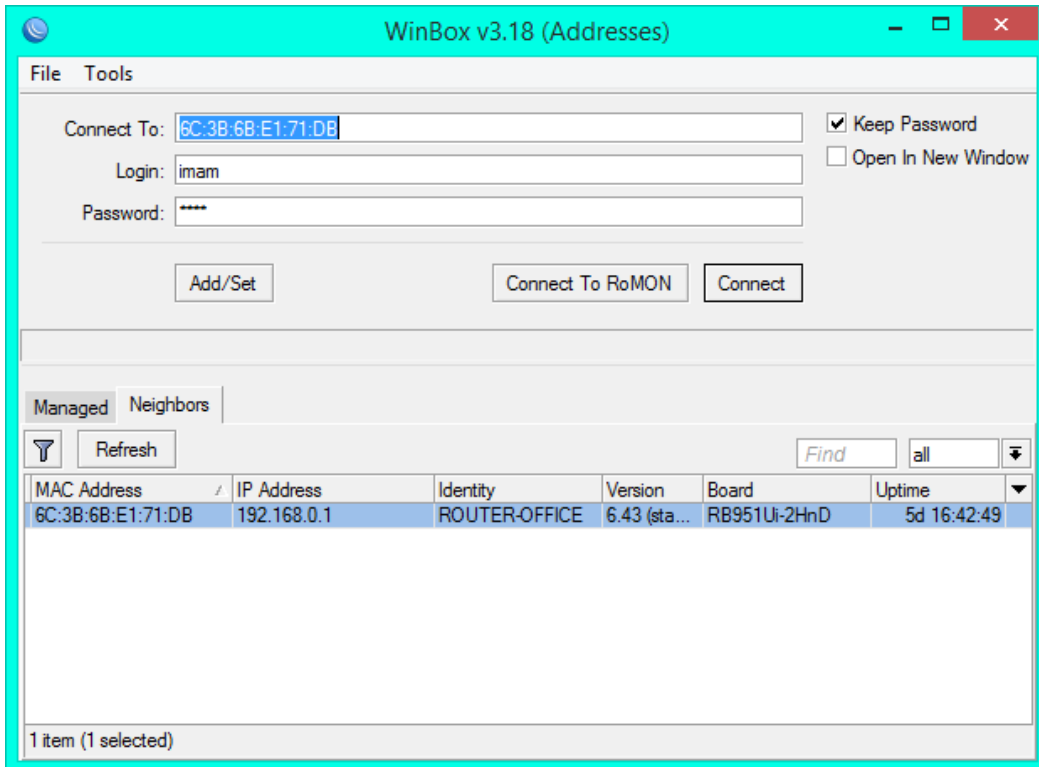 WinBox v3.18 (Addresses)
File Tools
Connect To: 6C:3B:6B:E1:71:DB
Keep Password
Login: imam
Open In New Window
Password: ****
Add/Set Connect To RoMON Connect
Managed Neighbors
Refresh Find all
MAC Address IP Address Identity Version Board Uptime
6C:3B:6B:E1:71:DB 192.168.0.1 ROUTER-OFFICE 6.43 (sta... RB951Ui-2HnD 5d 16:42:49
1 item (1 selected)